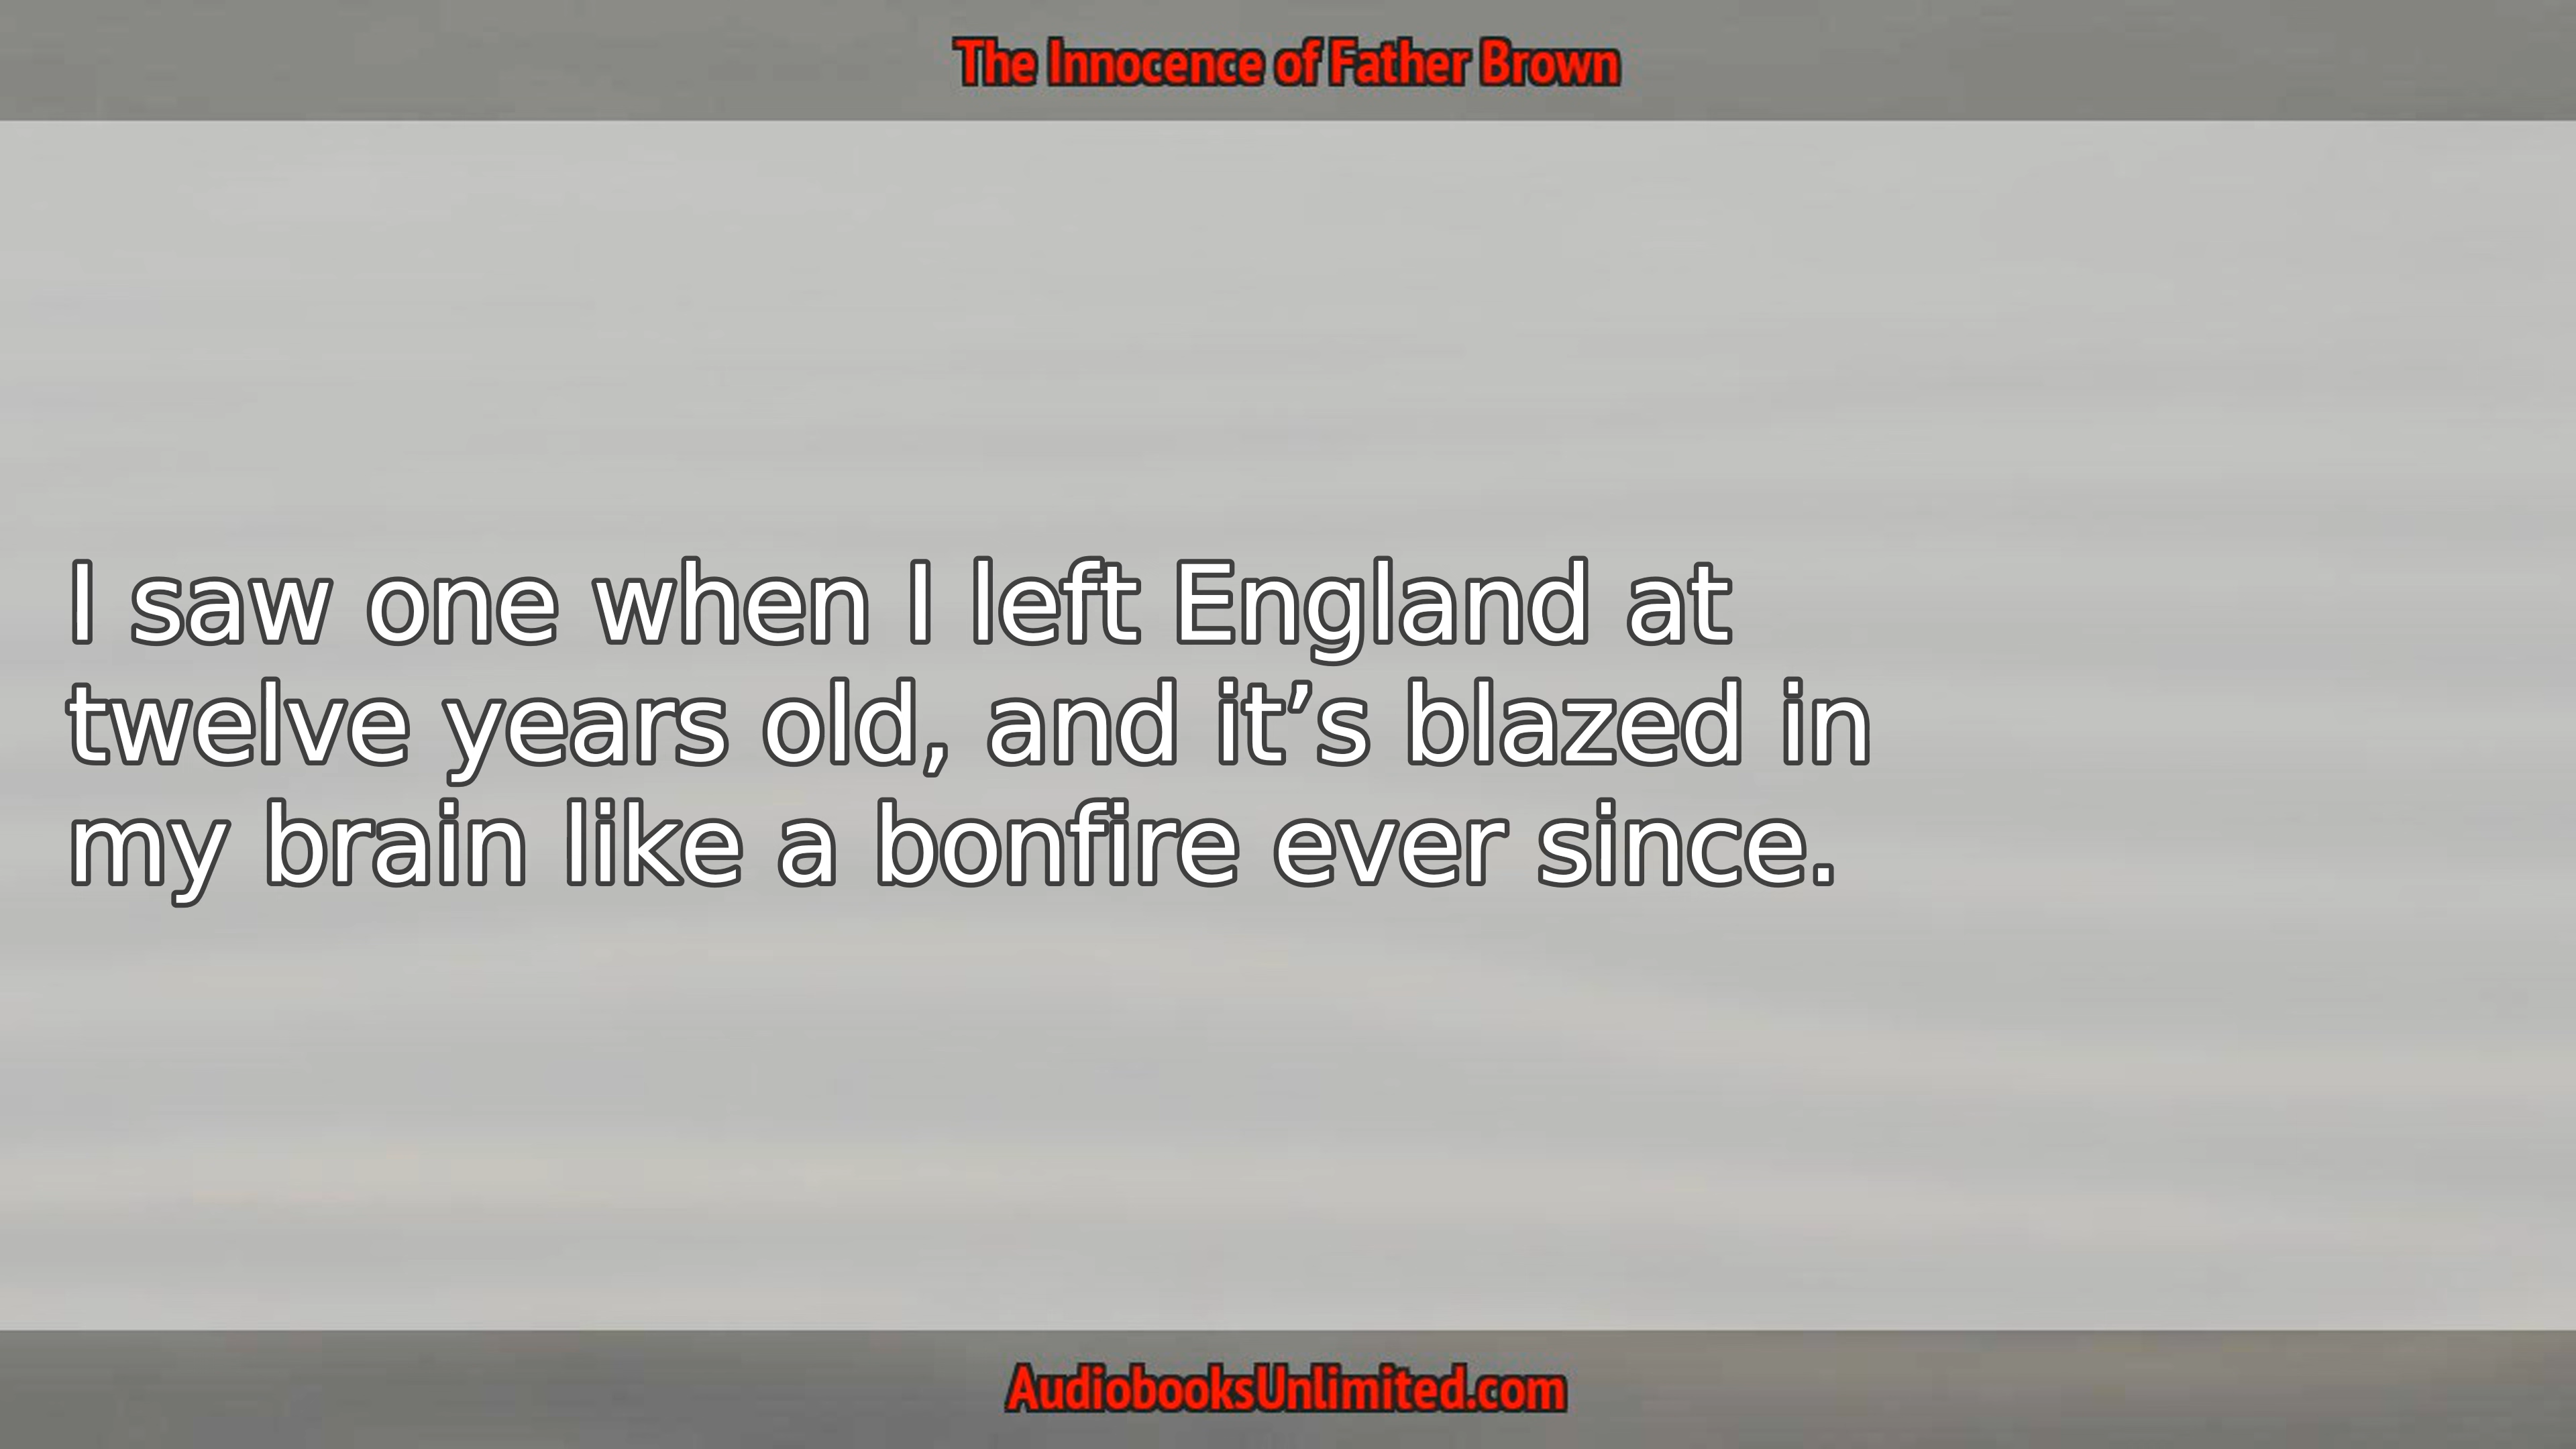 The Innocence of Father Brown
I saw one when I left England at
twelve years old, and it’s blazed in
my brain like a bonfire ever since.
AudiobooksUnlimited.com